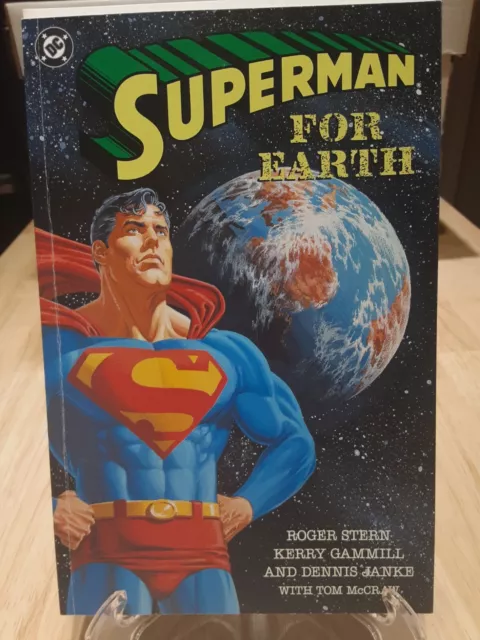 DC
SUPERMAN
FOR
EARTH
S
ROGER STERN
KERRY GAMMILL
AND DENNIS JANKE
WITH TOM McCRAW